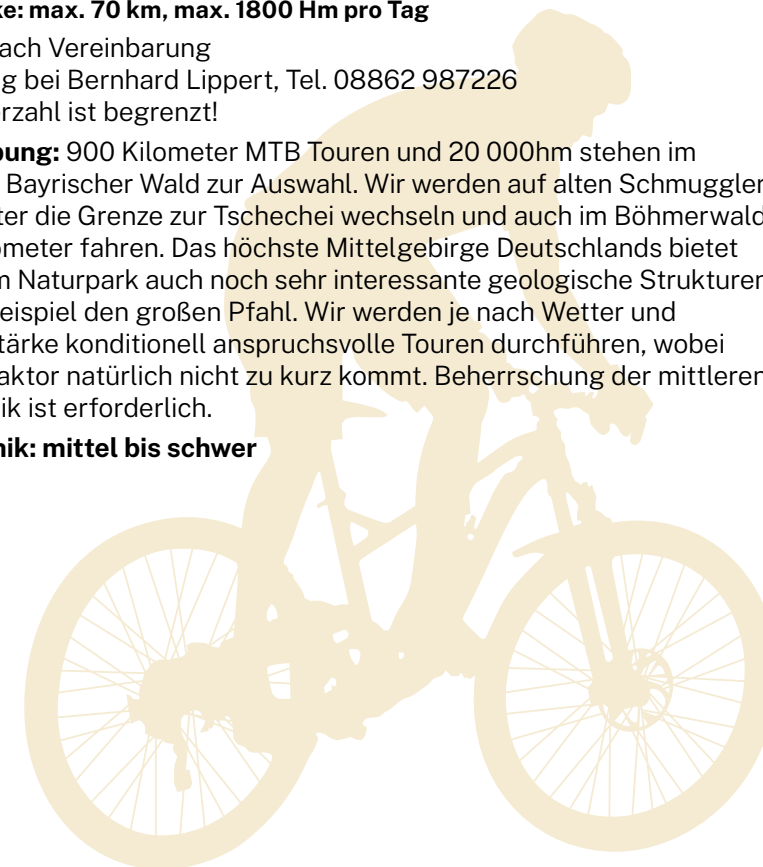 ke: max. 70 km, max. 1800 Hm pro Tag
ach Vereinbarung
g bei Bernhard Lippert, Tel. 08862 987226
rzahl ist begrenzt!
bung: 900 Kilometer MTB Touren und 20 000hm stehen im
Bayrischer Wald zur Auswahl. Wir werden auf alten Schmuggler
ter die Grenze zur Tschechei wechseln und auch im Böhmerwald
ometer fahren. Das höchste Mittelgebirge Deutschlands bietet
m Naturpark auch noch sehr interessante geologische Strukturen
eispiel den großen Pfahl. Wir werden je nach Wetter und
tärke konditionell anspruchsvolle Touren durchführen, wobei
aktor natürlich nicht zu kurz kommt. Beherrschung der mittleren
ik ist erforderlich.
nik: mittel bis schwer